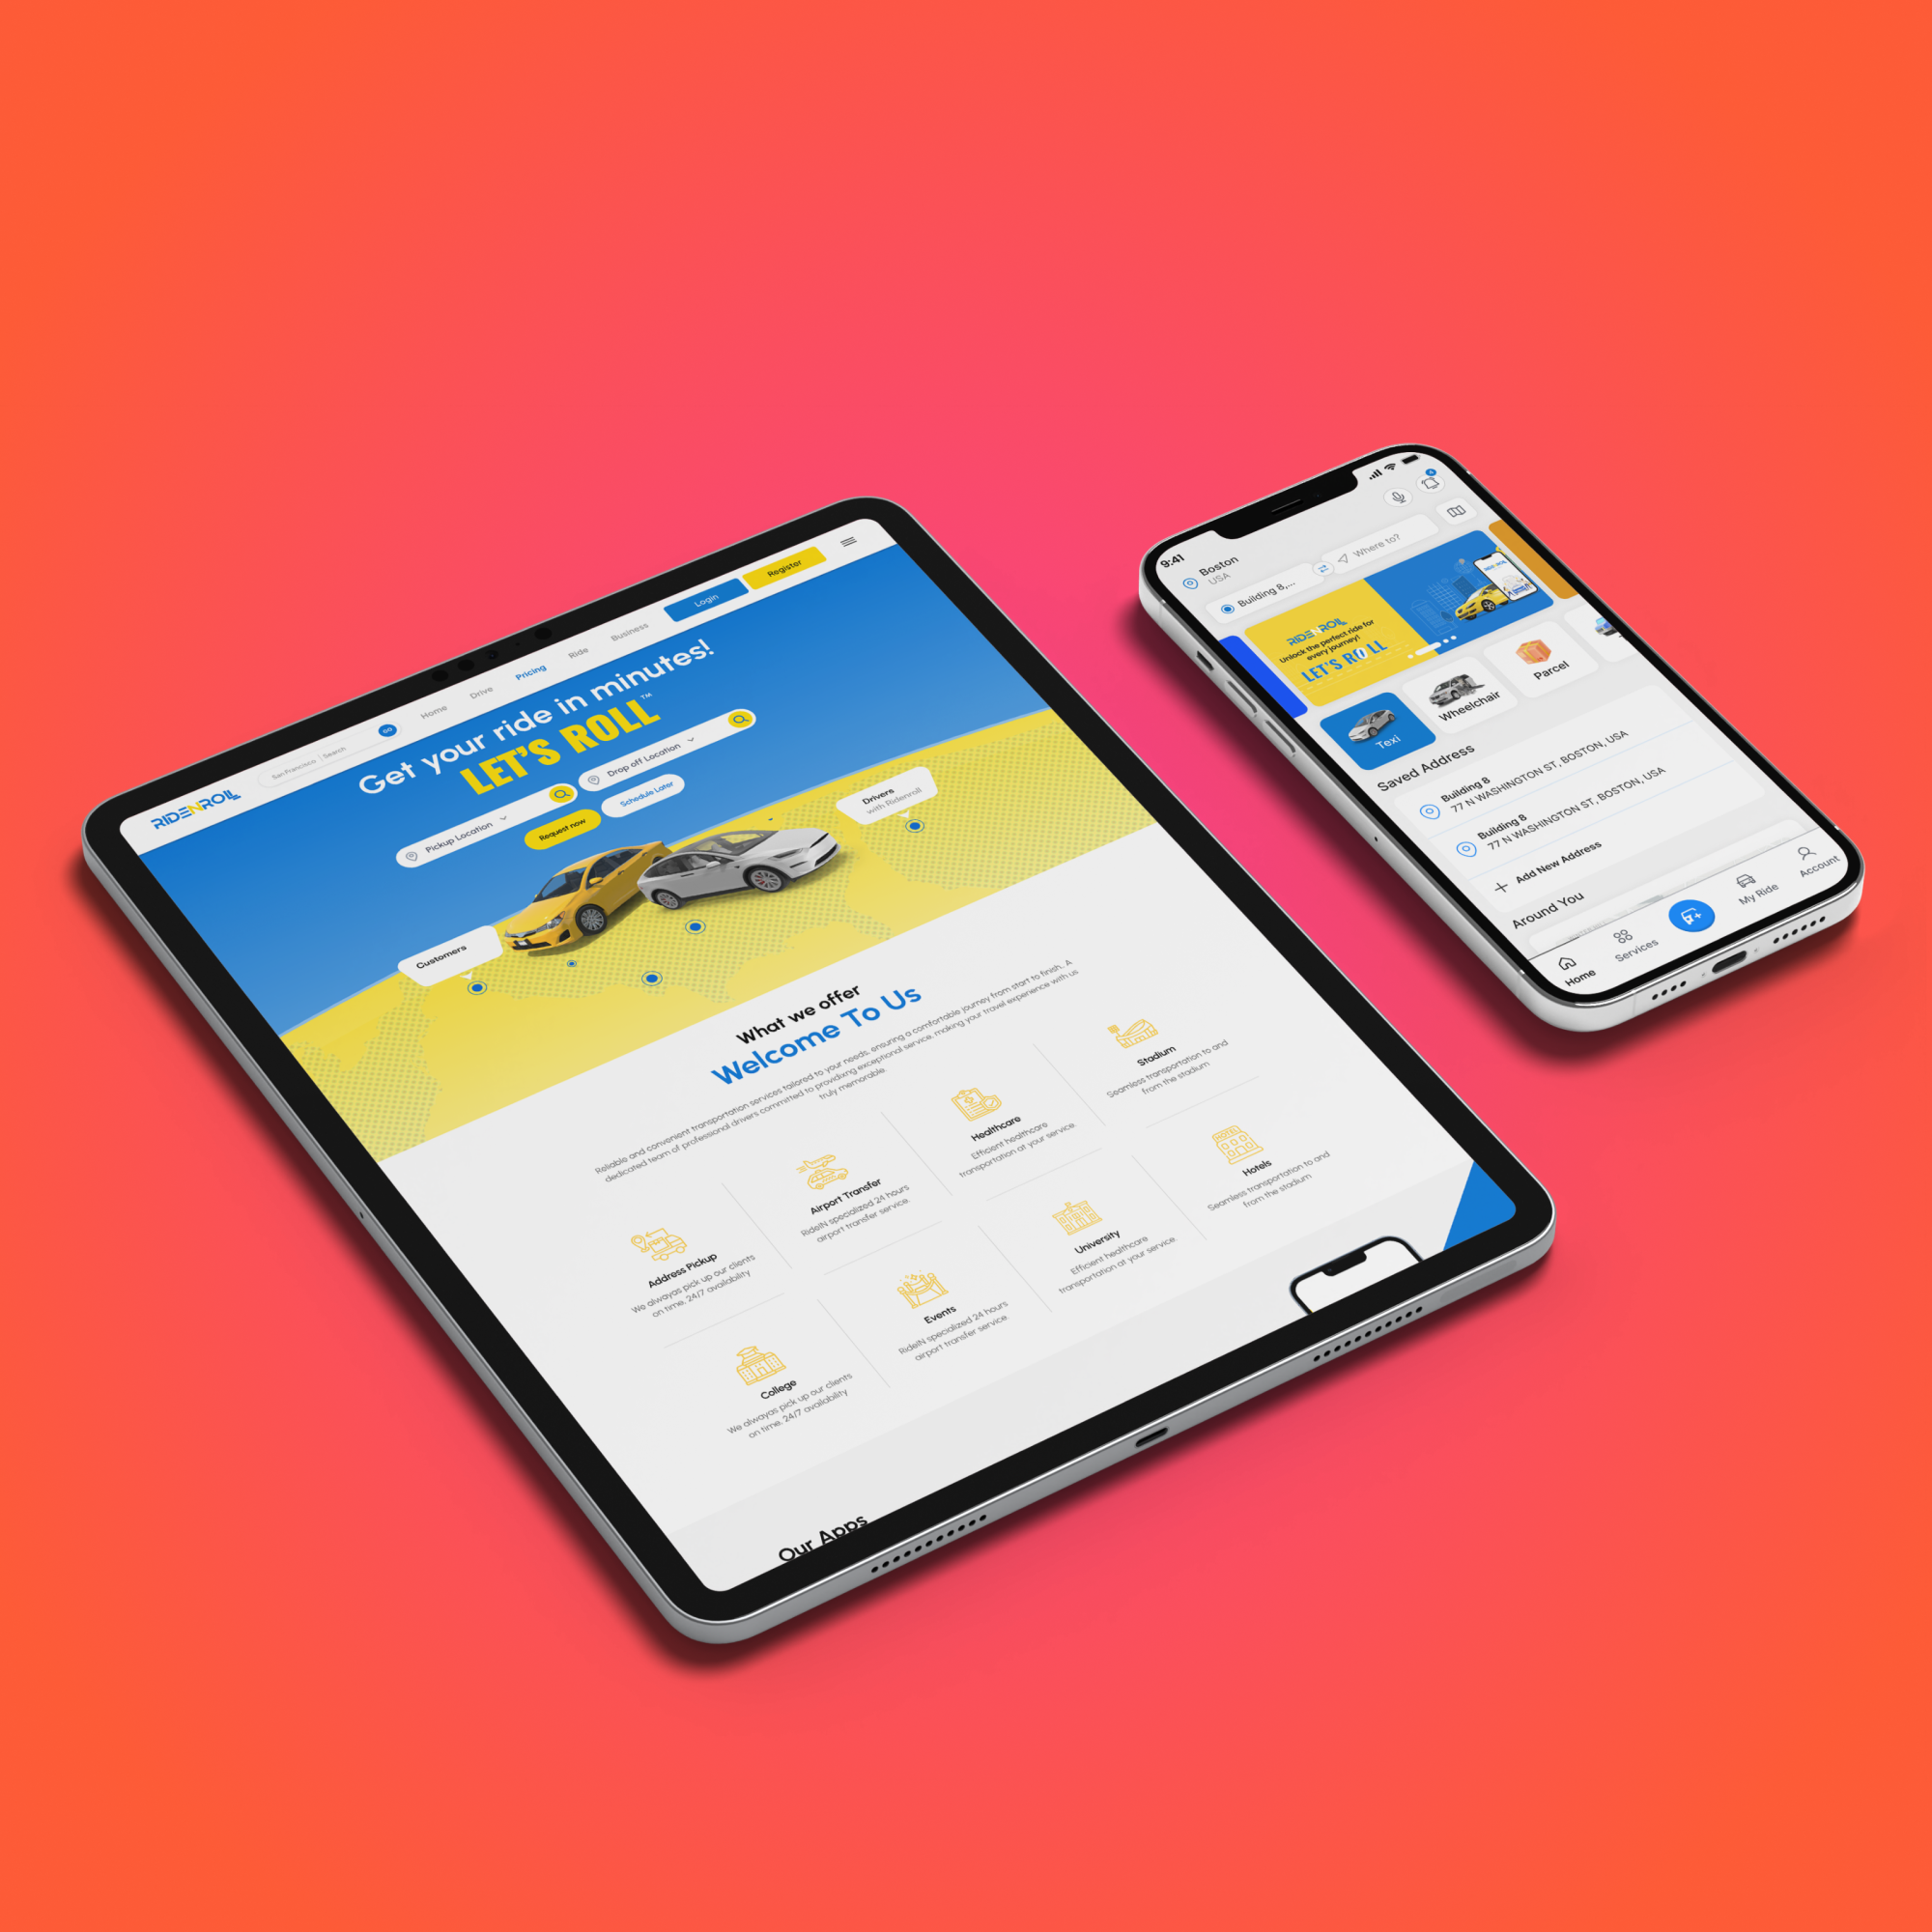 RIDENROLL
San Francisco | Search
GO
Home
Drive
Pricing
Ride
Business
Login
Register
Get your ride in minutes!
LET'S ROLL™
Pickup Location
Drop off Location
Request now
Schedule Later
Customers
Drivers
with Ridenroll
What we offer
Welcome To Us
Reliable and convenient transportation services tailored to your needs, ensuring a comfortable journey from start to finish. A
dedicated team of professional drivers committed to providixng exceptional service, making your travel experience with us
truly memorable.
Address Pickup
We alwayas pick up our clients
on time, 24/7 availability
Airport Transfer
RideIN specialized 24 hours
airport transfer service
Healthcare
Efficient healthcare
transportation at your service
Stadium
Seamless transportation to and
from the stadium
College
We alwayas pick up our clients
on time, 24/7 availability
Events
RideIN specialized 24 hours
airport transfer service
University
Efficient healthcare
transportation at your service
HOTEL
Hotels
Seamless transportation to and
from the stadium
Our Apps
9:41
Boston
USA
Building 8,...
Where to?
RIDENROLL
Unlock the perfect ride for
every journey!
LET'S ROLL
Texi
Wheelchair
Parcel
Saved Address
Building 8
77 N WASHINGTON ST, BOSTON, USA
Building 8
77 N WASHINGTON ST, BOSTON, USA
Add New Address
Around You
Home
Services
My Ride
Account